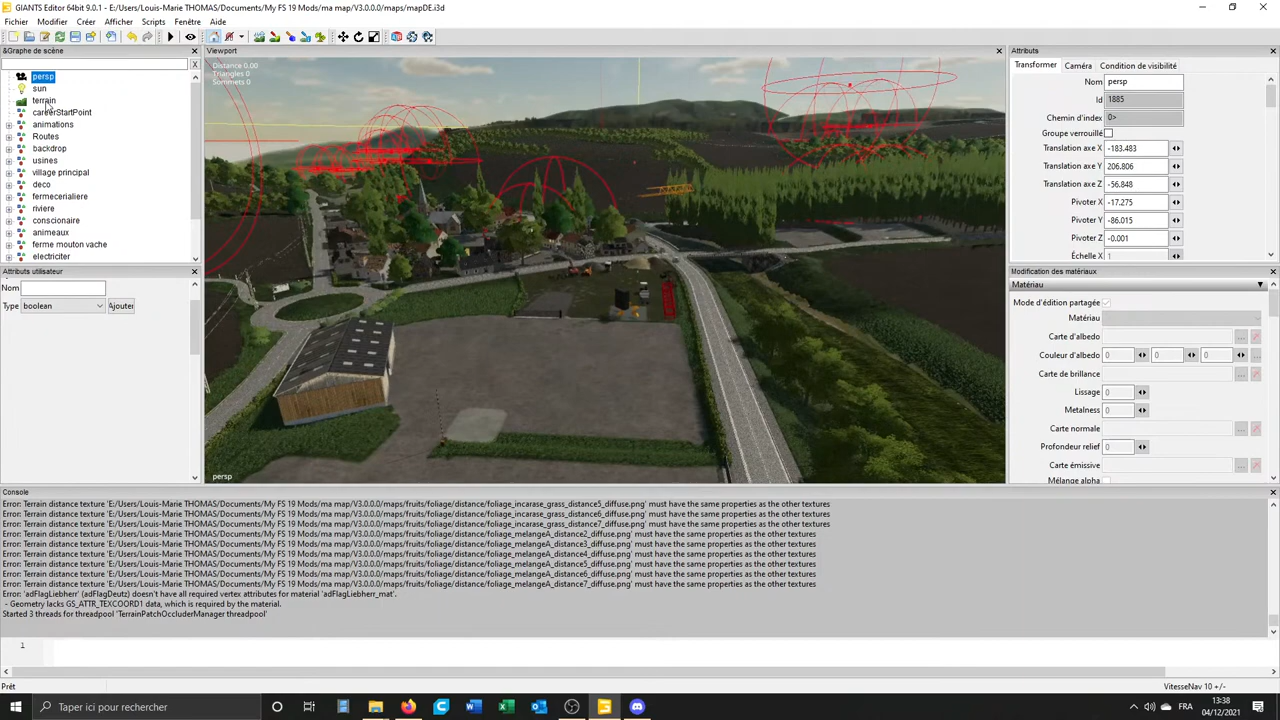 GIANTS Editor 64bit 9.0.1 - E:/Users/Louis-Marie THOMAS/Documents/My FS 19 Mods/ma map/V3.0.0.0/maps/mapDE.i3d
Fichier Modifier Créer Afficher Scripts Fenêtre Aide
&Graphe de scène
persp
sun
terrain
careerStartPoint
animations
Routes
backdrop
usines
village principal
deco
fermecerialiere
riviere
conscionaire
animeaux
ferme mouton vache
electriciter
Attributs utilisateur
Nom
Type boolean Ajouter
Viewport
Distance 0.00
Triangles 0
Sommets 0
persp
Attributs
Transformer Caméra Condition de visibilité
Nom persp
Id 1885
Chemin d'index 0>
Groupe verrouillé
Translation axe X -183.483
Translation axe Y 206.806
Translation axe Z -56.848
Pivoter X -17.275
Pivoter Y -86.015
Pivoter Z -0.001
Échelle X 1
Modification des matériaux
Matériau
Mode d'édition partagée
Matériau
Carte d'albedo
Couleur d'albedo 0 0 0
Carte de brillance
Lissage 0
Metalness 0
Carte normale
Profondeur relief 0
Carte émissive
Mélange alpha
Console
Error: Terrain distance texture 'E:/Users/Louis-Marie THOMAS/Documents/My FS 19 Mods/ma map/V3.0.0.0/maps/fruits/foliage/distance/foliage_incarase_grass_distance5_diffuse.png' must have the same properties as the other textures
Error: Terrain distance texture 'E:/Users/Louis-Marie THOMAS/Documents/My FS 19 Mods/ma map/V3.0.0.0/maps/fruits/foliage/distance/foliage_incarase_grass_distance6_diffuse.png' must have the same properties as the other textures
Error: Terrain distance texture 'E:/Users/Louis-Marie THOMAS/Documents/My FS 19 Mods/ma map/V3.0.0.0/maps/fruits/foliage/distance/foliage_incarase_grass_distance7_diffuse.png' must have the same properties as the other textures
Error: Terrain distance texture 'E:/Users/Louis-Marie THOMAS/Documents/My FS 19 Mods/ma map/V3.0.0.0/maps/fruits/foliage/distance/foliage_melangeA_distance2_diffuse.png' must have the same properties as the other textures
Error: Terrain distance texture 'E:/Users/Louis-Marie THOMAS/Documents/My FS 19 Mods/ma map/V3.0.0.0/maps/fruits/foliage/distance/foliage_melangeA_distance3_diffuse.png' must have the same properties as the other textures
Error: Terrain distance texture 'E:/Users/Louis-Marie THOMAS/Documents/My FS 19 Mods/ma map/V3.0.0.0/maps/fruits/foliage/distance/foliage_melangeA_distance4_diffuse.png' must have the same properties as the other textures
Error: Terrain distance texture 'E:/Users/Louis-Marie THOMAS/Documents/My FS 19 Mods/ma map/V3.0.0.0/maps/fruits/foliage/distance/foliage_melangeA_distance5_diffuse.png' must have the same properties as the other textures
Error: Terrain distance texture 'E:/Users/Louis-Marie THOMAS/Documents/My FS 19 Mods/ma map/V3.0.0.0/maps/fruits/foliage/distance/foliage_melangeA_distance6_diffuse.png' must have the same properties as the other textures
Error: Terrain distance texture 'E:/Users/Louis-Marie THOMAS/Documents/My FS 19 Mods/ma map/V3.0.0.0/maps/fruits/foliage/distance/foliage_melangeA_distance7_diffuse.png' must have the same properties as the other textures
Error: 'adFlagLiebherr' (adFlagDeutz) doesn't have all required vertex attributes for material 'adFlagLiebherr_mat'.
- Geometry lacks GS_ATTR_TEXCOORD1 data, which is required by the material.
Started 3 threads for threadpool 'TerrainPatchOccluderManager threadpool'
1
Prêt VitesseNav 10 +/-
Taper ici pour rechercher
FRA 13:38
04/12/2021